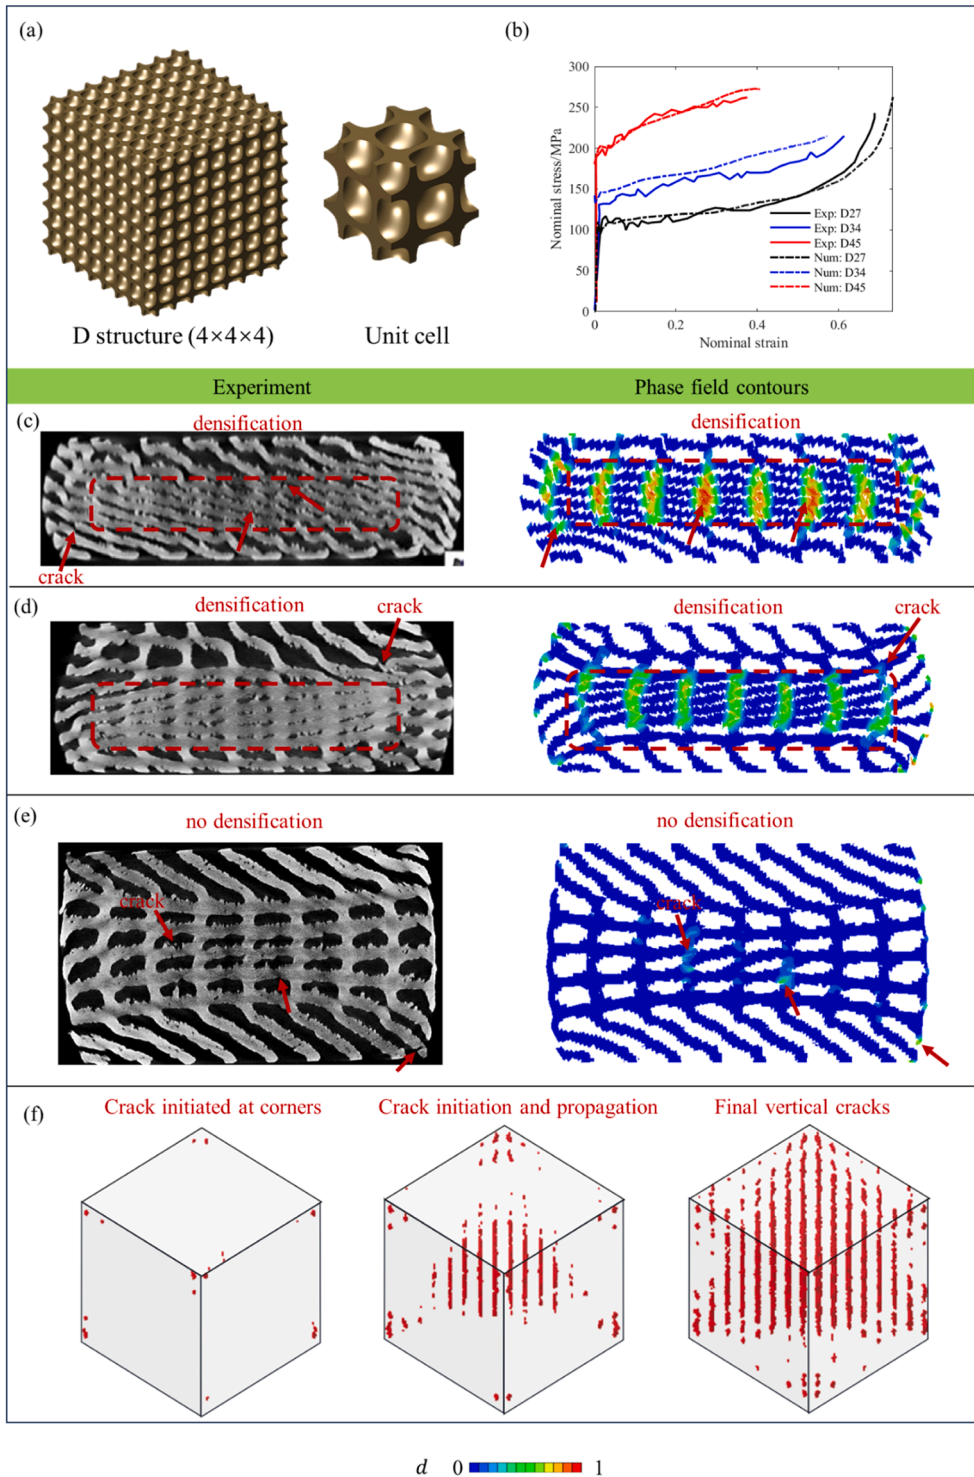 (a)
(b)
300
250
200
150
100
50
0
Nominal stress/MPa
Exp: D27
Exp: D34
Exp: D45
Num: D27
Num: D34
Num: D45
0
0.2
0.4
0.6
Nominal strain
D structure (4×4×4)
Unit cell
Experiment
Phase field contours
(c)
densification
densification
crack
(d)
densification
crack
densification
crack
(e)
no densification
no densification
crack
crack
(f)
Crack initiated at corners
Crack initiation and propagation
Final vertical cracks
d 0 1